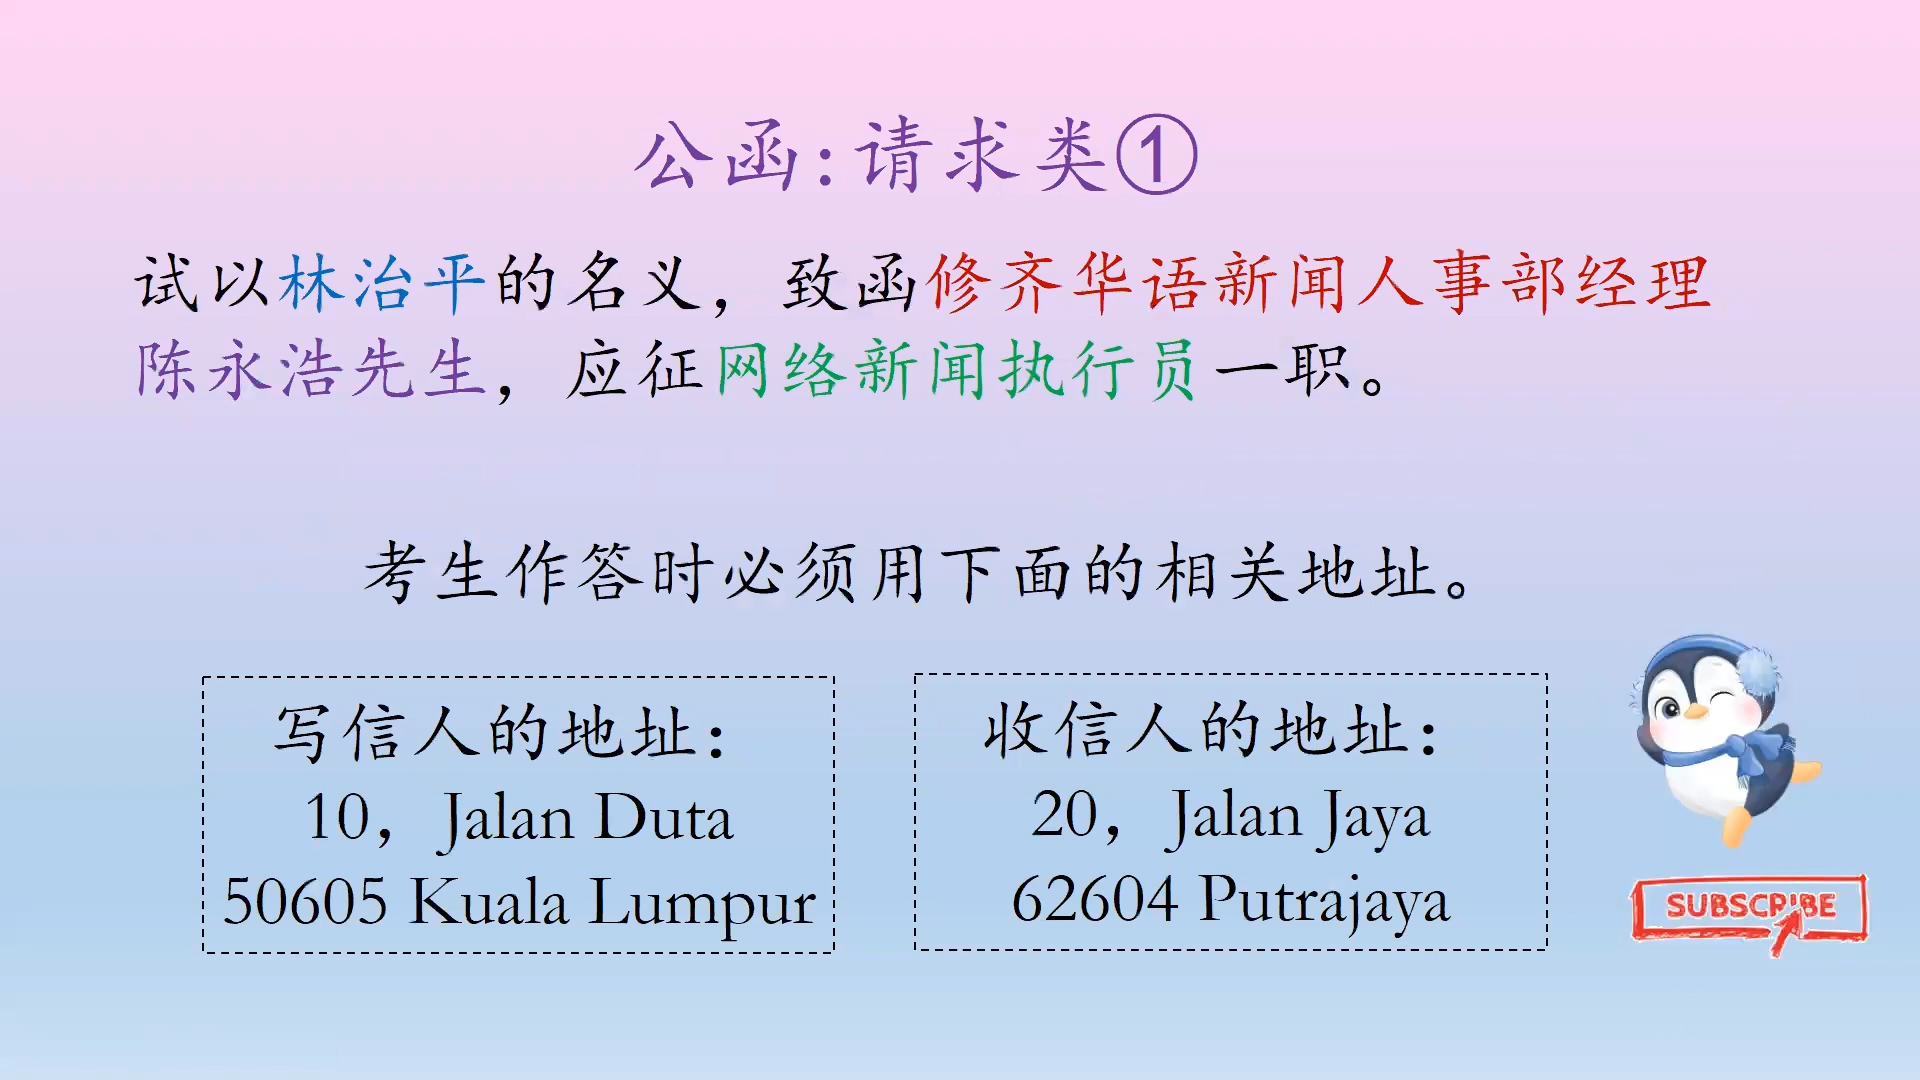 公函:请求类①
试以林治平的名义，致函修齐华语新闻人事部经理
陈永浩先生，应征网络新闻执行员一职。
考生作答时必须用下面的相关地址。
写信人的地址：
10，Jalan Duta
50605 Kuala Lumpur
收信人的地址：
20，Jalan Jaya
62604 Putrajaya
SUBSCRIBE